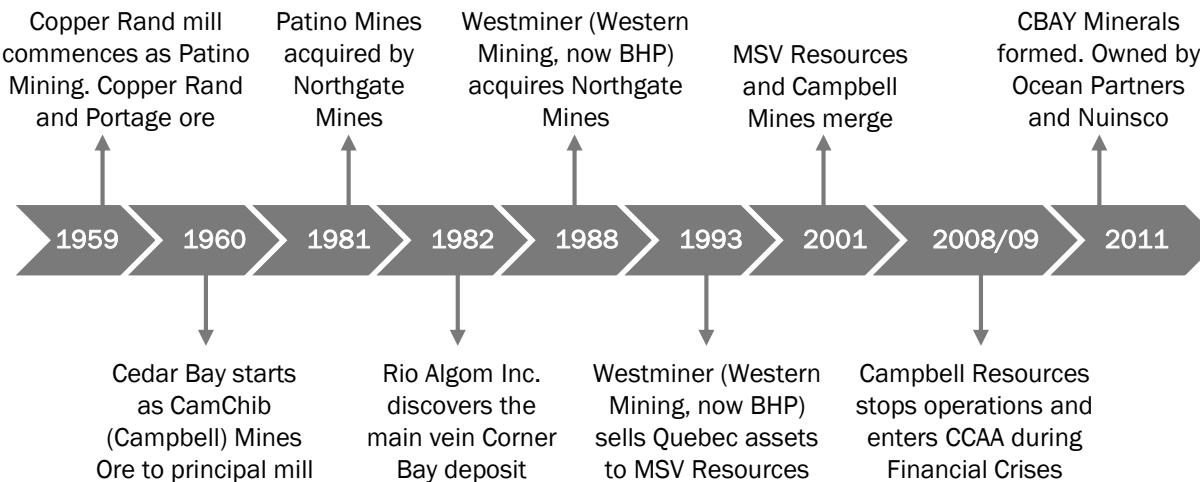 Copper Rand mill
commences as Patino
Mining. Copper Rand
and Portage ore
Patino Mines
acquired by
Northgate
Mines
Westminer (Western
Mining, now BHP)
acquires Northgate
Mines
MSV Resources
and Campbell
Mines merge
CBAY Minerals
formed. Owned by
Ocean Partners
and Nuinsco
1959
1960
1981
1982
1988
1993
2001
2008/09
2011
Cedar Bay starts
as CamChib
(Campbell) Mines
Ore to principal mill
Rio Algom Inc.
discovers the
main vein Corner
Bay deposit
Westminer (Western
Mining, now BHP)
sells Quebec assets
to MSV Resources
Campbell Resources
stops operations and
enters CCAA during
Financial Crises